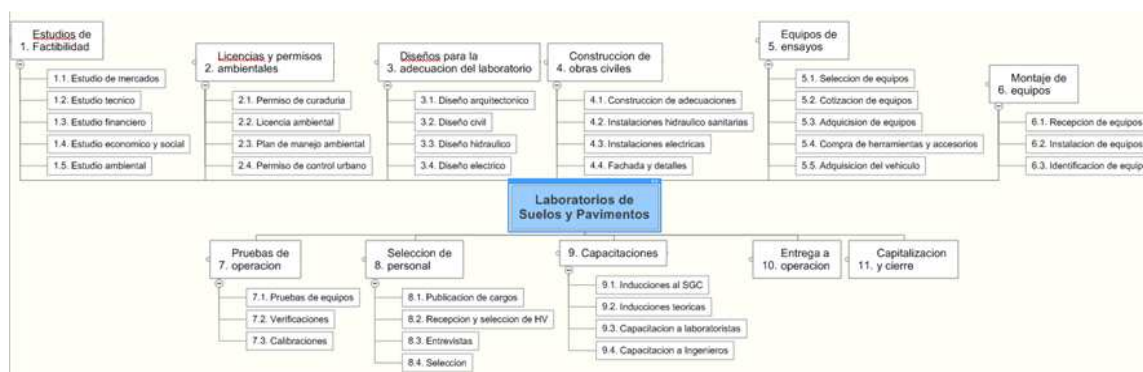 Estudios de
1. Factibilidad
1.1. Estudio de mercados
1.2. Estudio tecnico
1.3. Estudio financiero
1.4. Estudio economico y social
1.5. Estudio ambiental
Licencias y permisos
2. ambientales
2.1. Permiso de curaduria
2.2. Licencia ambiental
2.3. Plan de manejo ambiental
2.4. Permiso de control urbano
Diseños para la
3. adecuacion del laboratorio
3.1. Diseño arquitectonico
3.2. Diseño civil
3.3. Diseño hidraulico
3.4. Diseño electrico
Construccion de
4. obras civiles
4.1. Construccion de adecuaciones
4.2. Instalaciones hidraulico sanitarias
4.3. Instalaciones electricas
4.4. Fachada y detalles
Equipos de
5. ensayos
5.1. Seleccion de equipos
5.2. Cotizacion de equipos
5.3. Adquisicion de equipos
5.4. Compra de herramientas y accesorios
5.5. Adquisicion del vehiculo
Montaje de
6. equipos
6.1. Recepcion de equipos
6.2. Instalacion de equipos
6.3. Identificacion de equip
Laboratorios de
Suelos y Pavimentos
Pruebas de
7. operacion
7.1. Pruebas de equipos
7.2. Verificaciones
7.3. Calibraciones
Seleccion de
8. personal
8.1. Publicacion de cargos
8.2. Recepcion y seleccion de HV
8.3. Entrevistas
8.4. Seleccion
9. Capacitaciones
9.1. Inducciones al SGC
9.2. Inducciones teoricas
9.3. Capacitacion a laboratoristas
9.4. Capacitacion a Ingenieros
Entrega a
10. operacion
Capitalizacion
11. y cierre